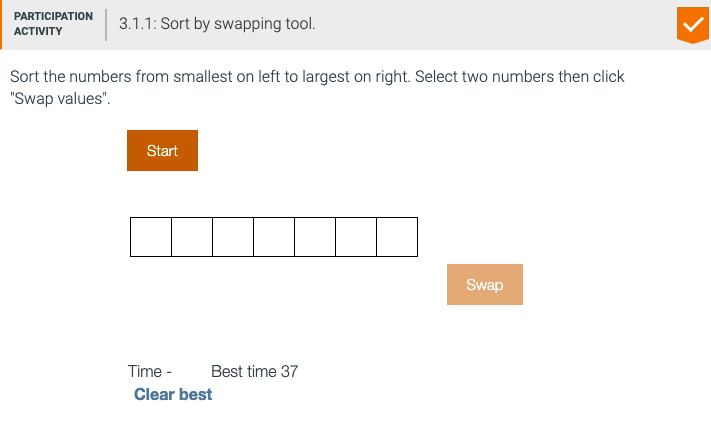 PARTICIPATION
ACTIVITY
3.1.1: Sort by swapping tool.
Sort the numbers from smallest on left to largest on right. Select two numbers then click
"Swap values".
Start
Swap
Time - Best time 37
Clear best